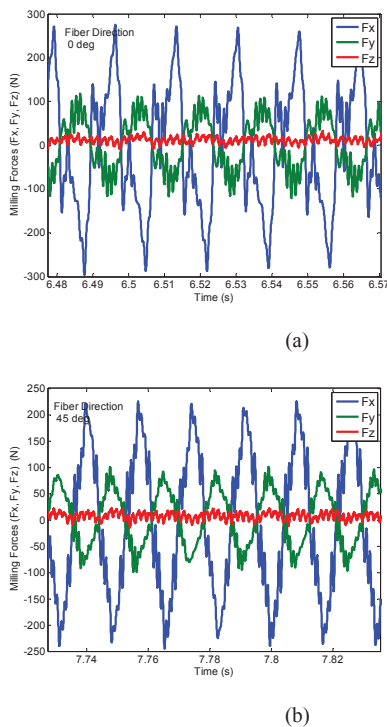 300
Fiber Direction
0 deg
Fx
Fy
Fz
200
100
0
-100
-200
-300
Milling Forces (Fx, Fy, Fz) (N)
6.48 6.49 6.5 6.51 6.52 6.53 6.54 6.55 6.56 6.57
Time (s)
(a)
250
Fiber Direction
45 deg
Fx
Fy
Fz
200
150
100
50
0
-50
-100
-150
-200
-250
Milling Forces (Fx, Fy, Fz) (N)
7.74 7.76 7.78 7.8 7.82
Time (s)
(b)